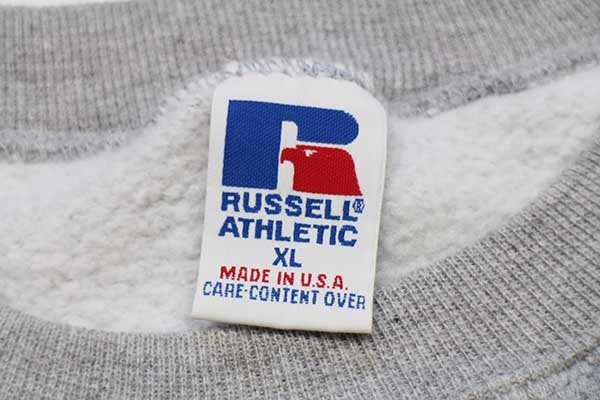 RUSSELL®
ATHLETIC
XL
MADE IN U.S.A.
CARE-CONTENT OVER